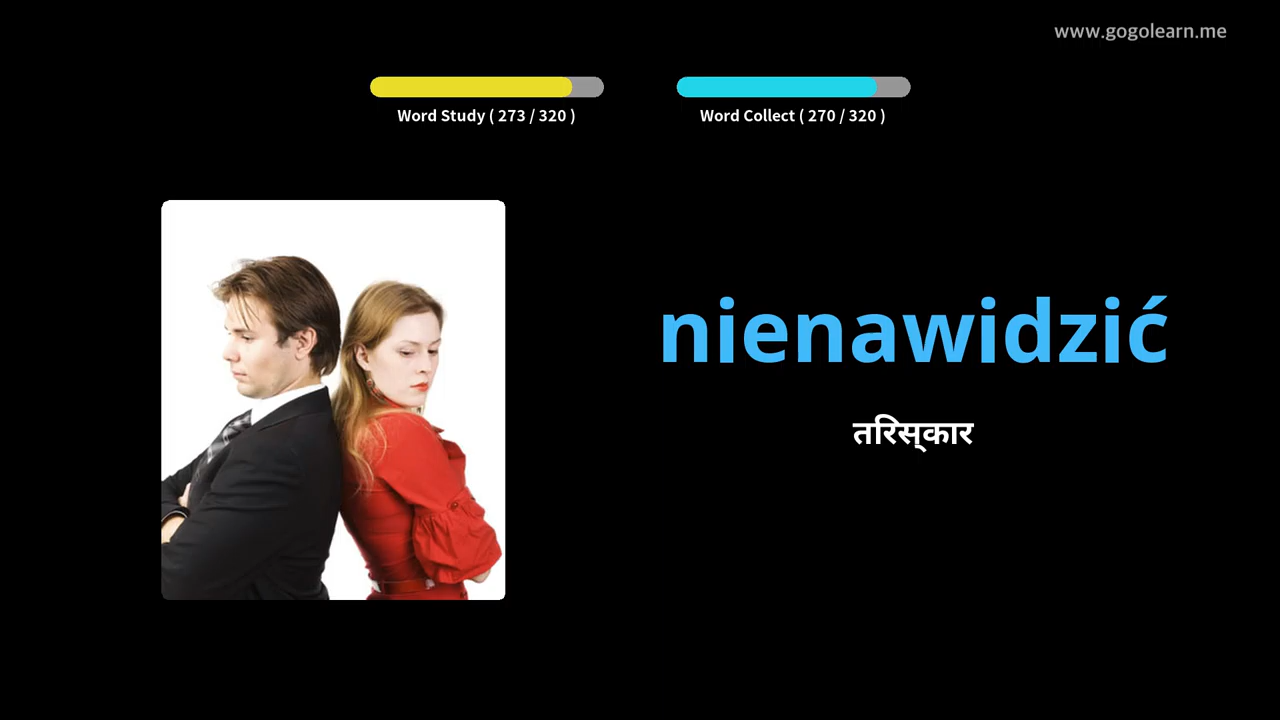 www.gogolearn.me
Word Study ( 273 / 320 )
Word Collect ( 270 / 320 )
nienawidzić
तरिस्कार